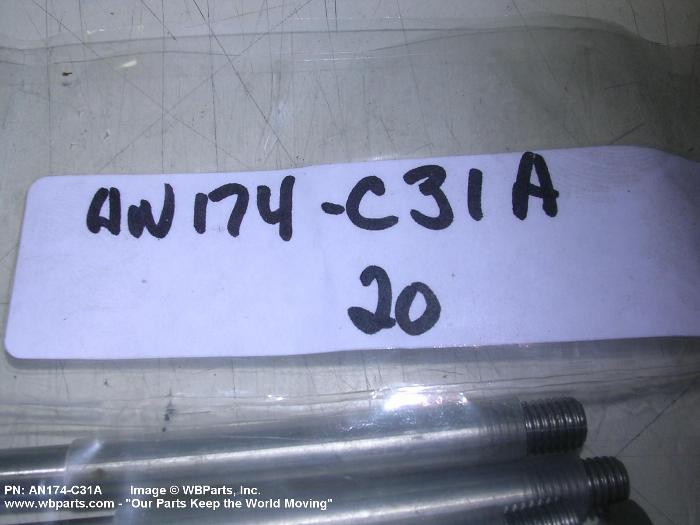 AN174-C31A
20
PN: AN174-C31A Image © WBParts, Inc.
www.wbparts.com - "Our Parts Keep the World Moving"